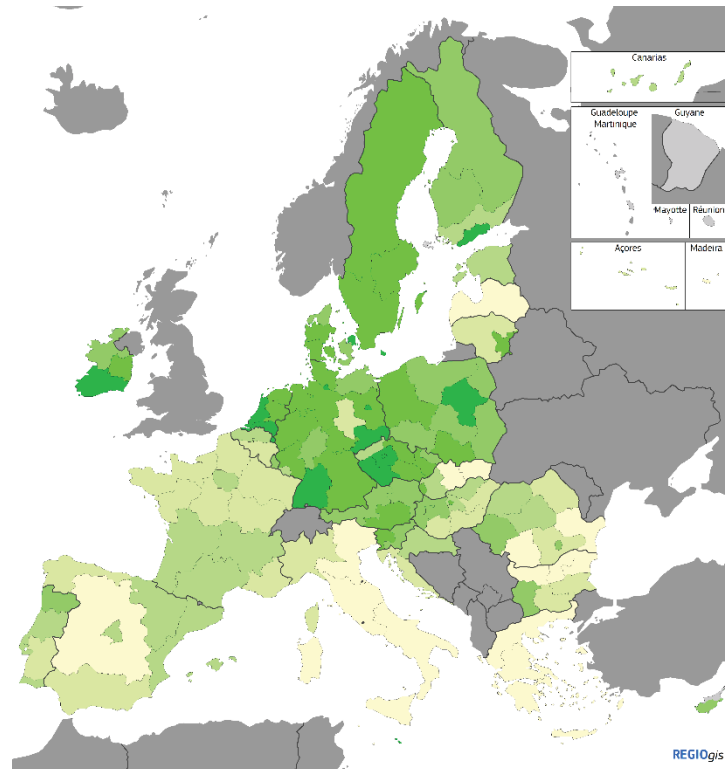 Canarias
Guadeloupe
Martinique
Guyane
Mayotte
Réunion
Açores
Madeira
REGIOgis